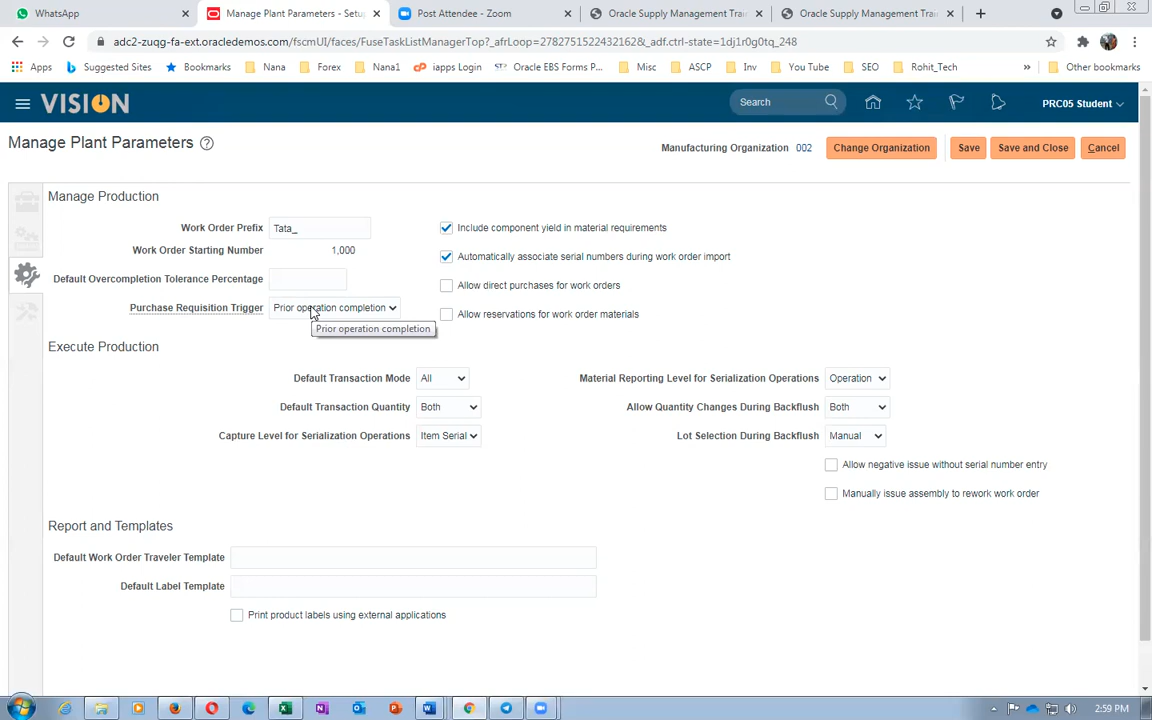 WhatsApp
Manage Plant Parameters - Setu
Post Attendee - Zoom
Oracle Supply Management Trai
Oracle Supply Management Trai
adc2-zuqg-fa-ext.oracledemos.com/fscmUI/faces/FuseTaskListManagerTop?_afrLoop=2782751522432162&_adf.ctrl-state=1dj1r0g0tq_248
Apps
Suggested Sites
Bookmarks
Nana
Forex
Nana1
iapps Login
Oracle EBS Forms P...
Misc
ASCP
Inv
You Tube
SEO
Rohit_Tech
»
Other bookmarks
VISION
Search
PRC05 Student
Manage Plant Parameters ?
Manufacturing Organization 002
Change Organization
Save
Save and Close
Cancel
Manage Production
Work Order Prefix Tata_
Include component yield in material requirements
Work Order Starting Number 1,000
Automatically associate serial numbers during work order import
Default Overcompletion Tolerance Percentage
Allow direct purchases for work orders
Purchase Requisition Trigger Prior operation completion
Allow reservations for work order materials
Prior operation completion
Execute Production
Default Transaction Mode All
Material Reporting Level for Serialization Operations Operation
Default Transaction Quantity Both
Allow Quantity Changes During Backflush Both
Capture Level for Serialization Operations Item Serial
Lot Selection During Backflush Manual
Allow negative issue without serial number entry
Manually issue assembly to rework work order
Report and Templates
Default Work Order Traveler Template
Default Label Template
Print product labels using external applications
2:59 PM